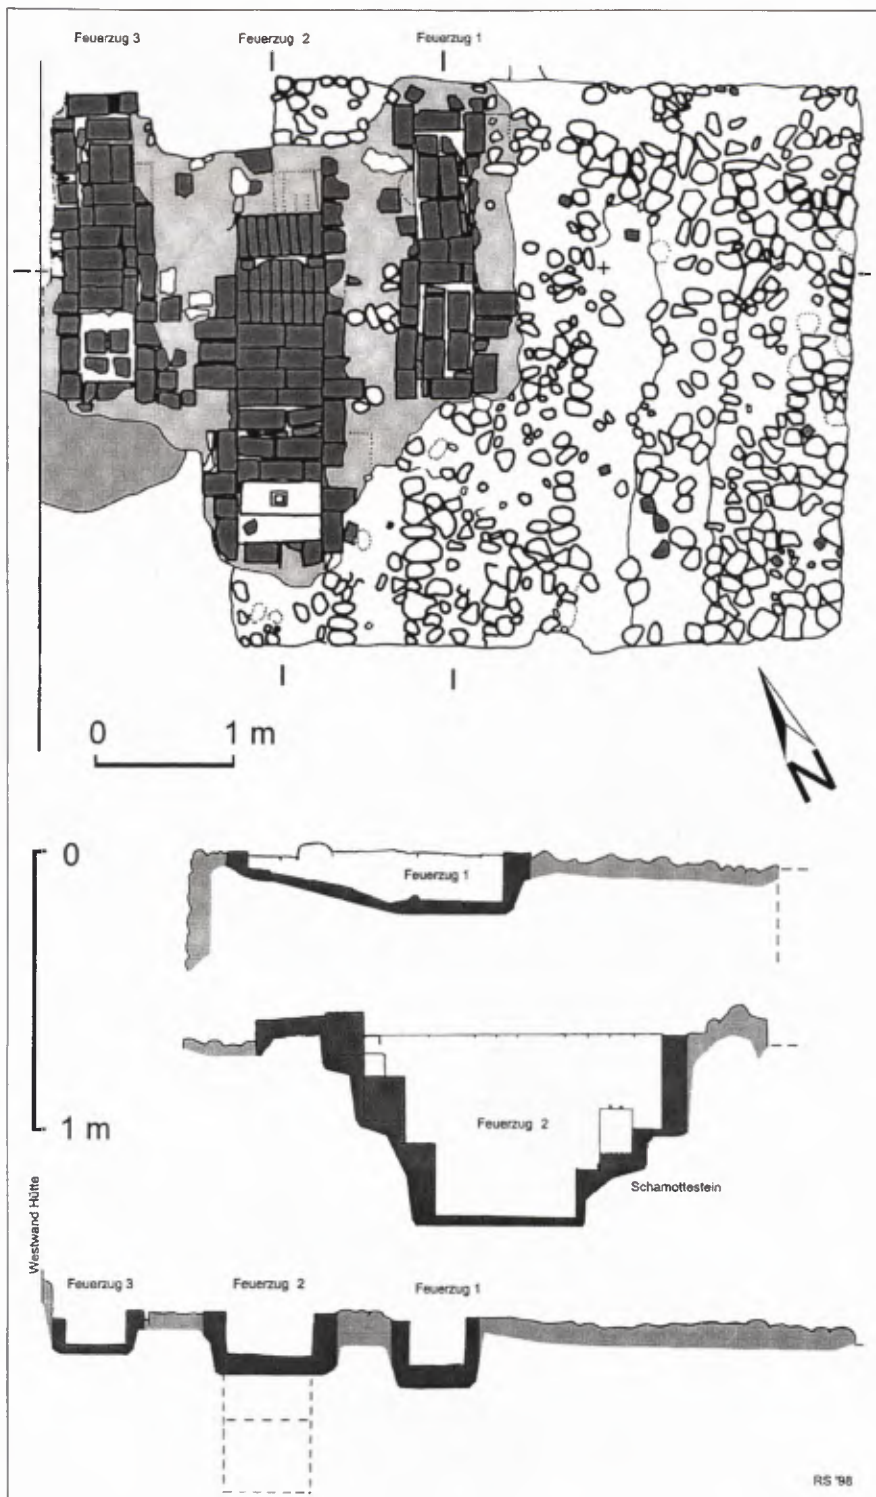 Feuerzug 3 Feuerzug 2 Feuerzug 1
0 1 m
N
0
Feuerzug 1
Feuerzug 2
1 m
Schamottestein
Westwand Hütte
Feuerzug 3 Feuerzug 2 Feuerzug 1
RS '98